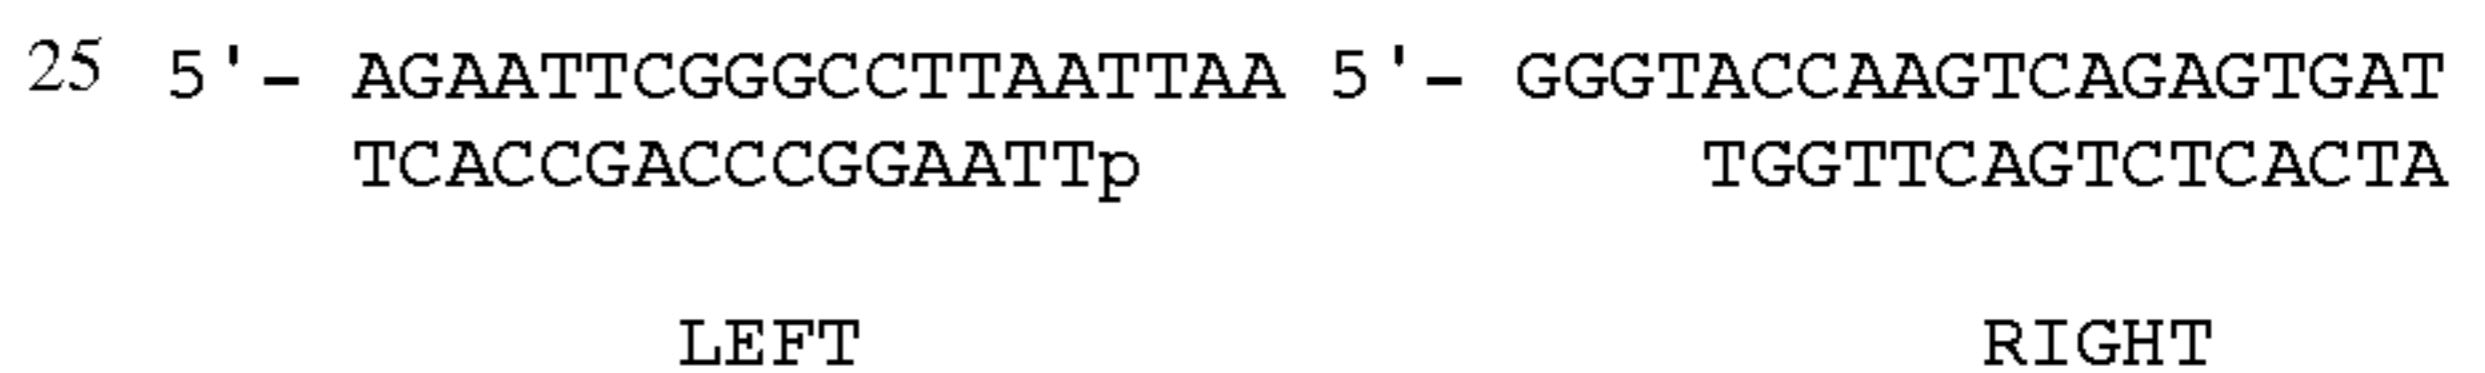 25 5'- AGAATTCGGGCCTTAATTAA 5'- GGGTACCAAGTCAGAGTGAT
TCACCGACCCGGAATTp TGGTTCAGTCTCACTA
LEFT RIGHT